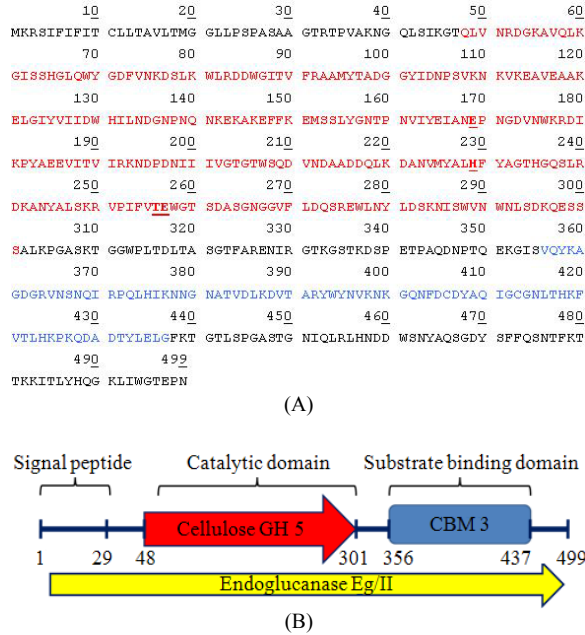 10 20 30 40 50 60
MKRSIFIFIT CLLTAVLTMG GLLPSPASAA GTRTPVAKNG QLSIKGTQLV NRDGKAVQLK
70 80 90 100 110 120
GISSHGLQWY GDFVNKDSLK WLRDDWGITV FRAAMYTADG GYIDNPSVKN KVKEAVEAAK
130 140 150 160 170 180
ELGIYVIIDW HILNDGNPNQ NKEKAKEFFK EMSSLYGNTP NVIYEIANEP NGDVNWKRDI
190 200 210 220 230 240
KPYAEEVITV IRKNDPDNII IVGTGTWSQD VNDAADDQLK DANVMYALHF YAGTHGQSLR
250 260 270 280 290 300
DKANYALSKR VPIFVTEWGT SDASGNGGVF LDQSREWLNY LDSKNISWVN WNLSDKQESS
310 320 330 340 350 360
SALKPGASKT GGWPLTDLTA SGTFARENIR GTKGSTKDSP ETPAQDNPTQ EKGISVQYKA
370 380 390 400 410 420
GDGRVNSNQI RPQLHIKNNG NATVDLKDVT ARYWYNVKNK GQNFDCDYAQ IGCGNLTHKF
430 440 450 460 470 480
VTLHKPKQDA DTYLELGFKT GTLSPGASTG NIQLRLHNDD WSNYAQSGDY SFFQSNTFKT
490 499
TKKITLYHQG KLIWGTEPN
(A)
Signal peptide Catalytic domain Substrate binding domain
Cellulose GH 5 CBM 3
1 29 48 301 356 437 499
Endoglucanase Eg/II
(B)